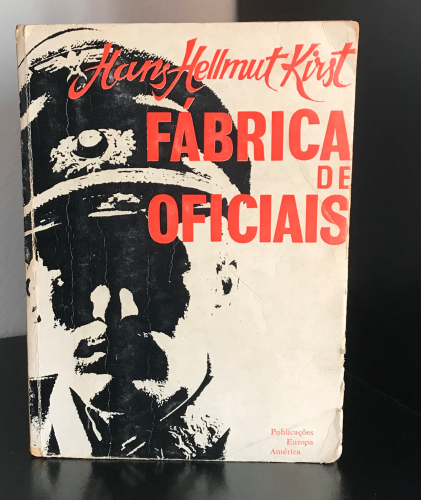 Hans Hellmut Kirst
FÁBRICA
DE
OFICIAIS
Publicações
Europa
América